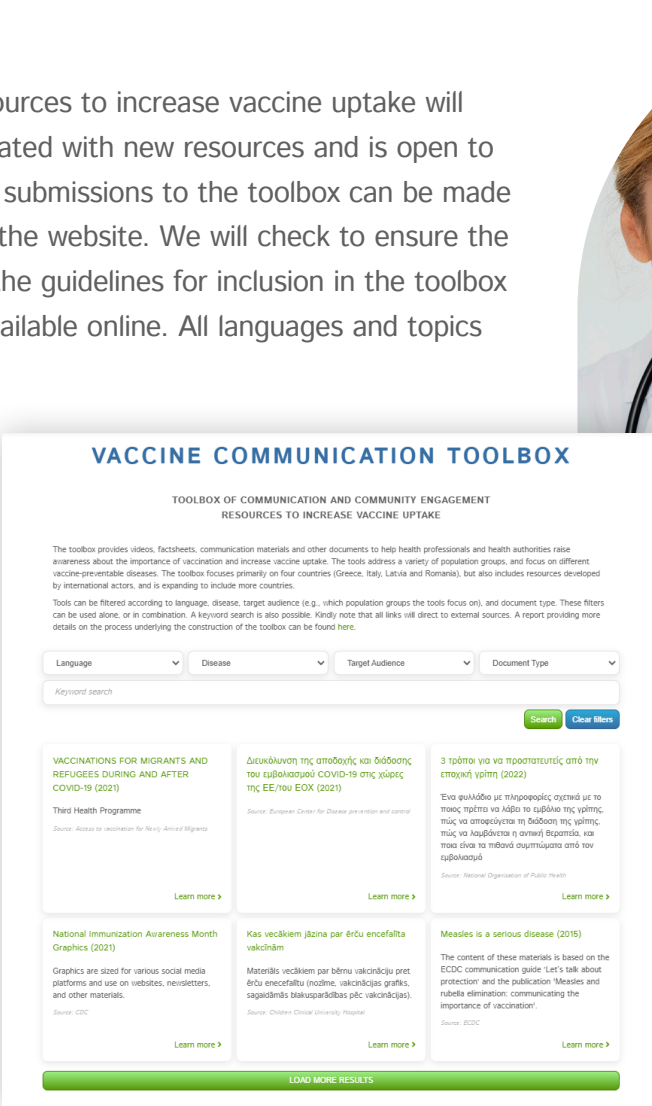 ources to increase vaccine uptake will
ated with new resources and is open to
submissions to the toolbox can be made
the website. We will check to ensure the
the guidelines for inclusion in the toolbox
ailable online. All languages and topics
VACCINE COMMUNICATION TOOLBOX
TOOLBOX OF COMMUNICATION AND COMMUNITY ENGAGEMENT
RESOURCES TO INCREASE VACCINE UPTAKE
The toolbox provides videos, factsheets, communication materials and other documents to help health professionals and health authorities raise
awareness about the importance of vaccination and increase vaccine uptake. The tools address a variety of population groups, and focus on different
vaccine-preventable diseases. The toolbox focuses primarily on four countries (Greece, Italy, Latvia and Romania), but also includes resources developed
by international actors, and is expanding to include more countries.
Tools can be filtered according to language, disease, target audience (e.g., which population groups the tools focus on), and document type. These filters
can be used alone, or in combination. A keyword search is also possible. Kindly note that all links will direct to external sources. A report providing more
details on the process underlying the construction of the toolbox can be found here.
Language Disease Target Audience Document Type
Keyword search
Search Clear filters
VACCINATIONS FOR MIGRANTS AND
REFUGEES DURING AND AFTER
COVID-19 (2021)
Third Health Programme
Source: Access to vaccination for Newly Arrived Migrants
Learn more >
Διευκόλυνση της αποδοχής και διάδοσης
του εμβολιασμού COVID-19 στις χώρες
της ΕΕ/του ΕΟΧ (2021)
Source: European Center for Disease prevention and control
Learn more >
3 τρόποι για να προστατευτείς από την
εποχική γρίπη (2022)
Ένα φυλλάδιο με πληροφορίες σχετικά με το
ποιος πρέπει να λάβει το εμβόλιο της γρίπης,
πώς να αποφεύγεται τη διάδοση της γρίπης,
πώς να λαμβάνεται η αντιική θεραπεία, και
ποια είναι τα πιθανά συμπτώματα από τον
εμβολιασμό
Source: National Organization of Public Health
Learn more >
National Immunization Awareness Month
Graphics (2021)
Graphics are sized for various social media
platforms and use on websites, newsletters,
and other materials.
Source: CDC
Learn more >
Kas vecākiem jāzina par ērču encefalīta
vakcīnām
Materiāls vecākiem par bērnu vakcināciju pret
ērču enecefalītu (nozīme, vakcinācijas grafiks,
sagaidāmās blakusparādības pēc vakcinācijas).
Source: Children Clinical University Hospital
Learn more >
Measles is a serious disease (2015)
The content of these materials is based on the
ECDC communication guide 'Let's talk about
protection' and the publication 'Measles and
rubella elimination: communicating the
importance of vaccination'.
Source: ECDC
Learn more >
LOAD MORE RESULTS